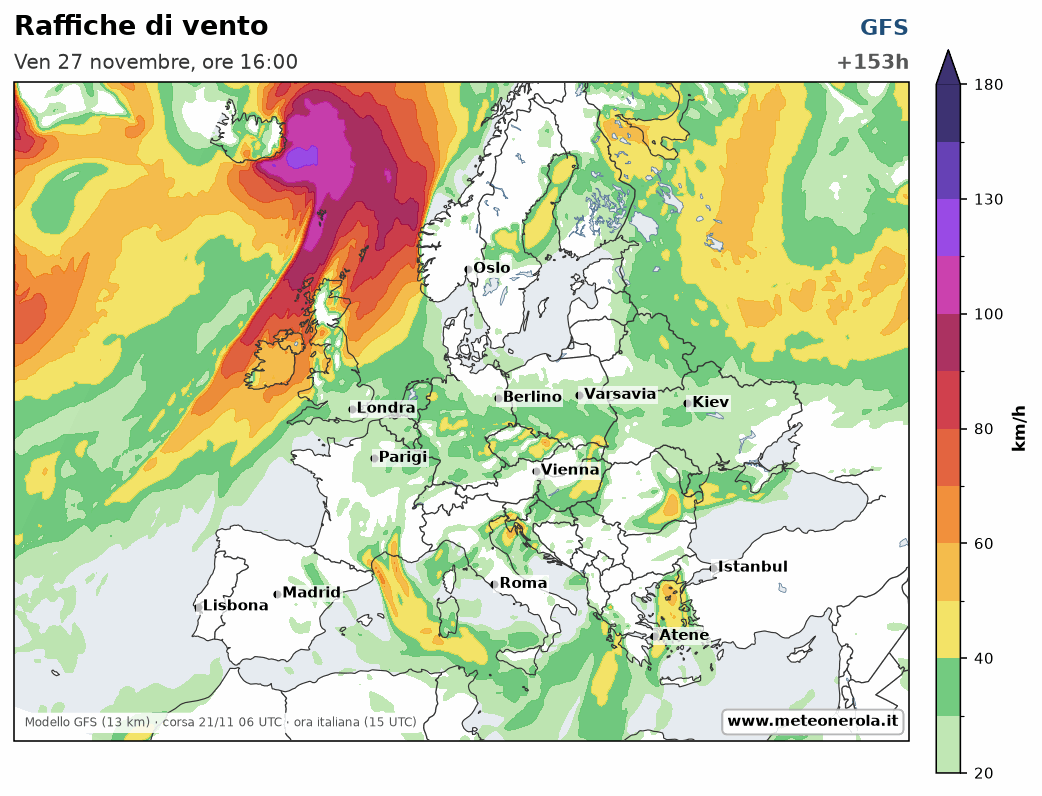 Raffiche di vento
GFS
Ven 27 novembre, ore 16:00
+153h
180
130
100
80
60
40
20
km/h
Oslo
Londra
Berlino
Varsavia
Kiev
Parigi
Vienna
Istanbul
Roma
Madrid
Lisbona
Atene
Modello GFS (13 km) · corsa 21/11 06 UTC · ora italiana (15 UTC)
www.meteonerola.it